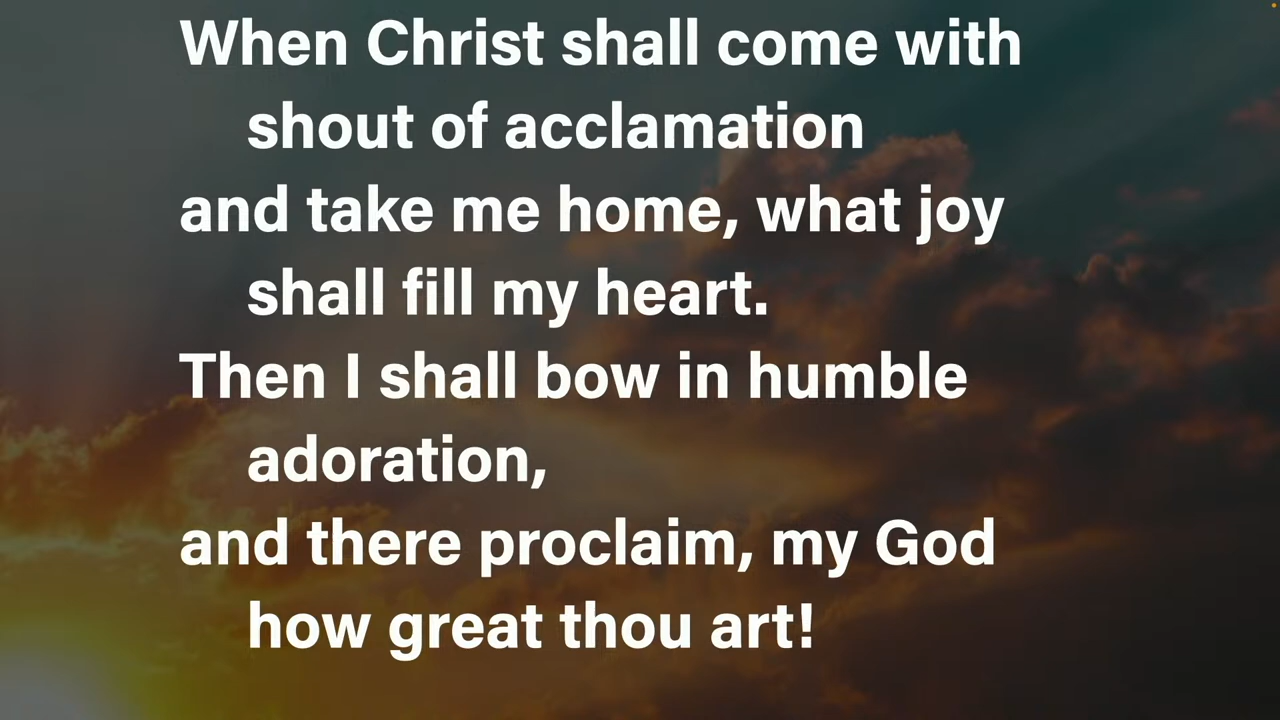 When Christ shall come with
shout of acclamation
and take me home, what joy
shall fill my heart.
Then I shall bow in humble
adoration,
and there proclaim, my God
how great thou art!